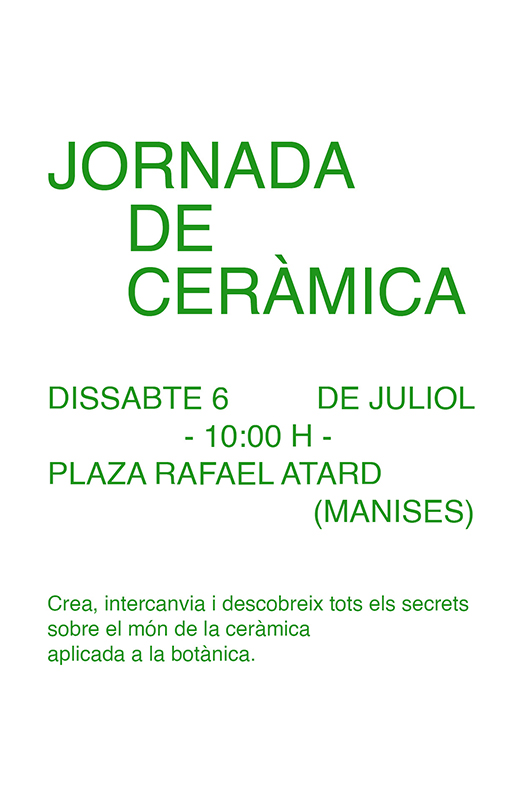 JORNADA
DE
CERÀMICA
DISSABTE 6 DE JULIOL
- 10:00 H -
PLAZA RAFAEL ATARD
(MANISES)
Crea, intercanvia i descobreix tots els secrets
sobre el món de la ceràmica
aplicada a la botànica.